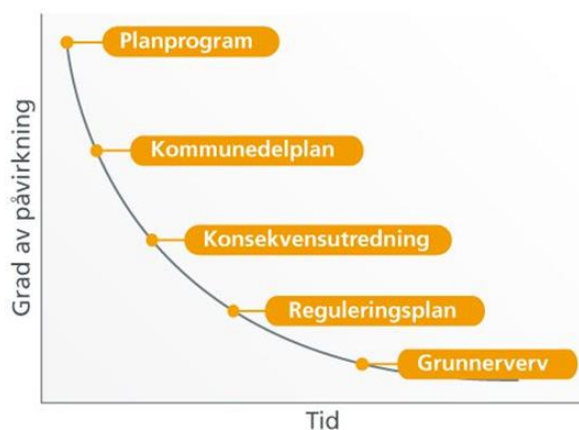 Planprogram
Kommunedelplan
Konsekvensutredning
Reguleringsplan
Grunnerverv
Grad av påvirkning
Tid